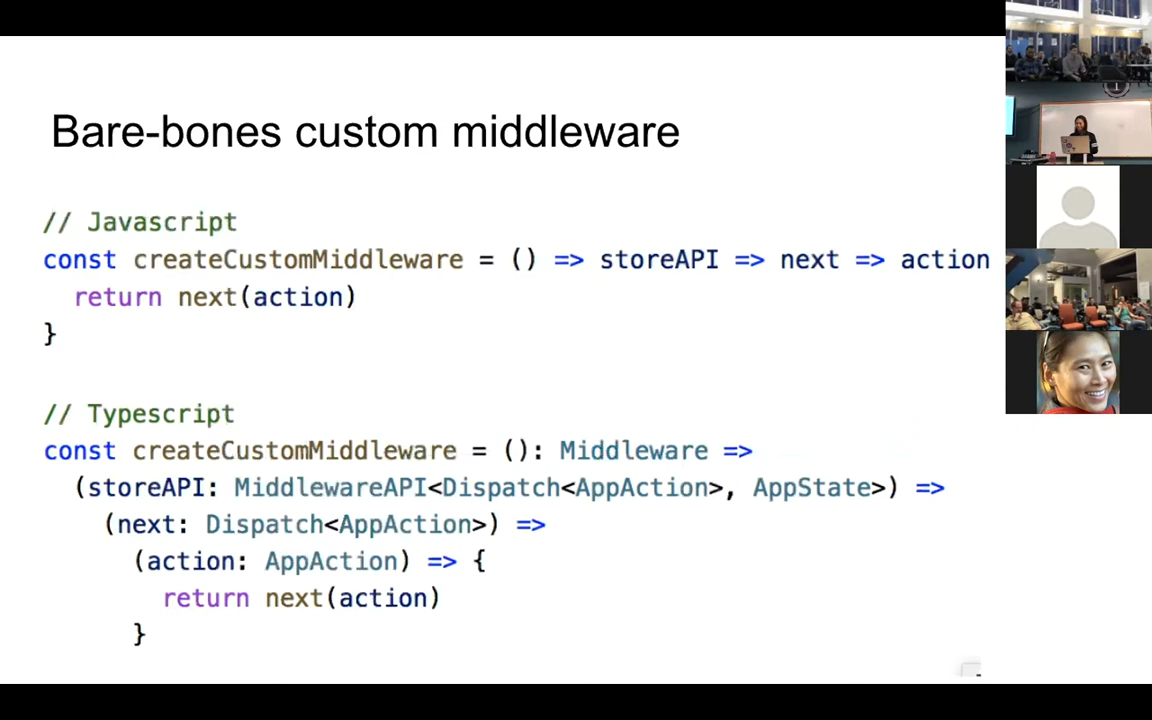 Bare-bones custom middleware
// Javascript
const createCustomMiddleware = () => storeAPI => next => action
return next(action)
}
// Typescript
const createCustomMiddleware = (): Middleware =>
(storeAPI: MiddlewareAPI<Dispatch<AppAction>, AppState>) =>
(next: Dispatch<AppAction>) =>
(action: AppAction) => {
return next(action)
}